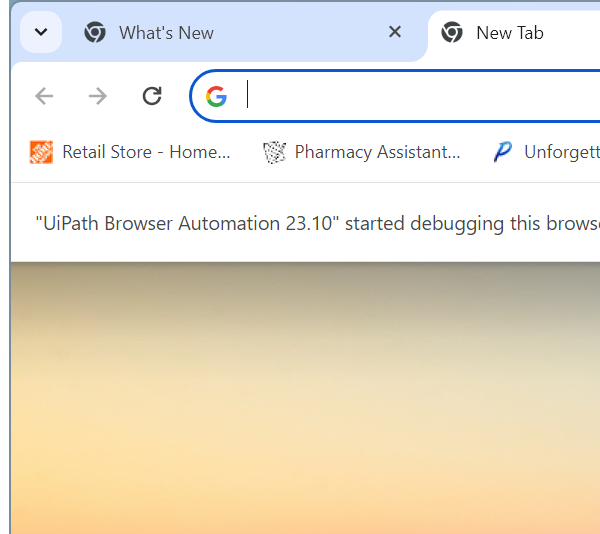 What's New
New Tab
Retail Store - Home...
Pharmacy Assistant...
Unforgett
"UiPath Browser Automation 23.10" started debugging this browse